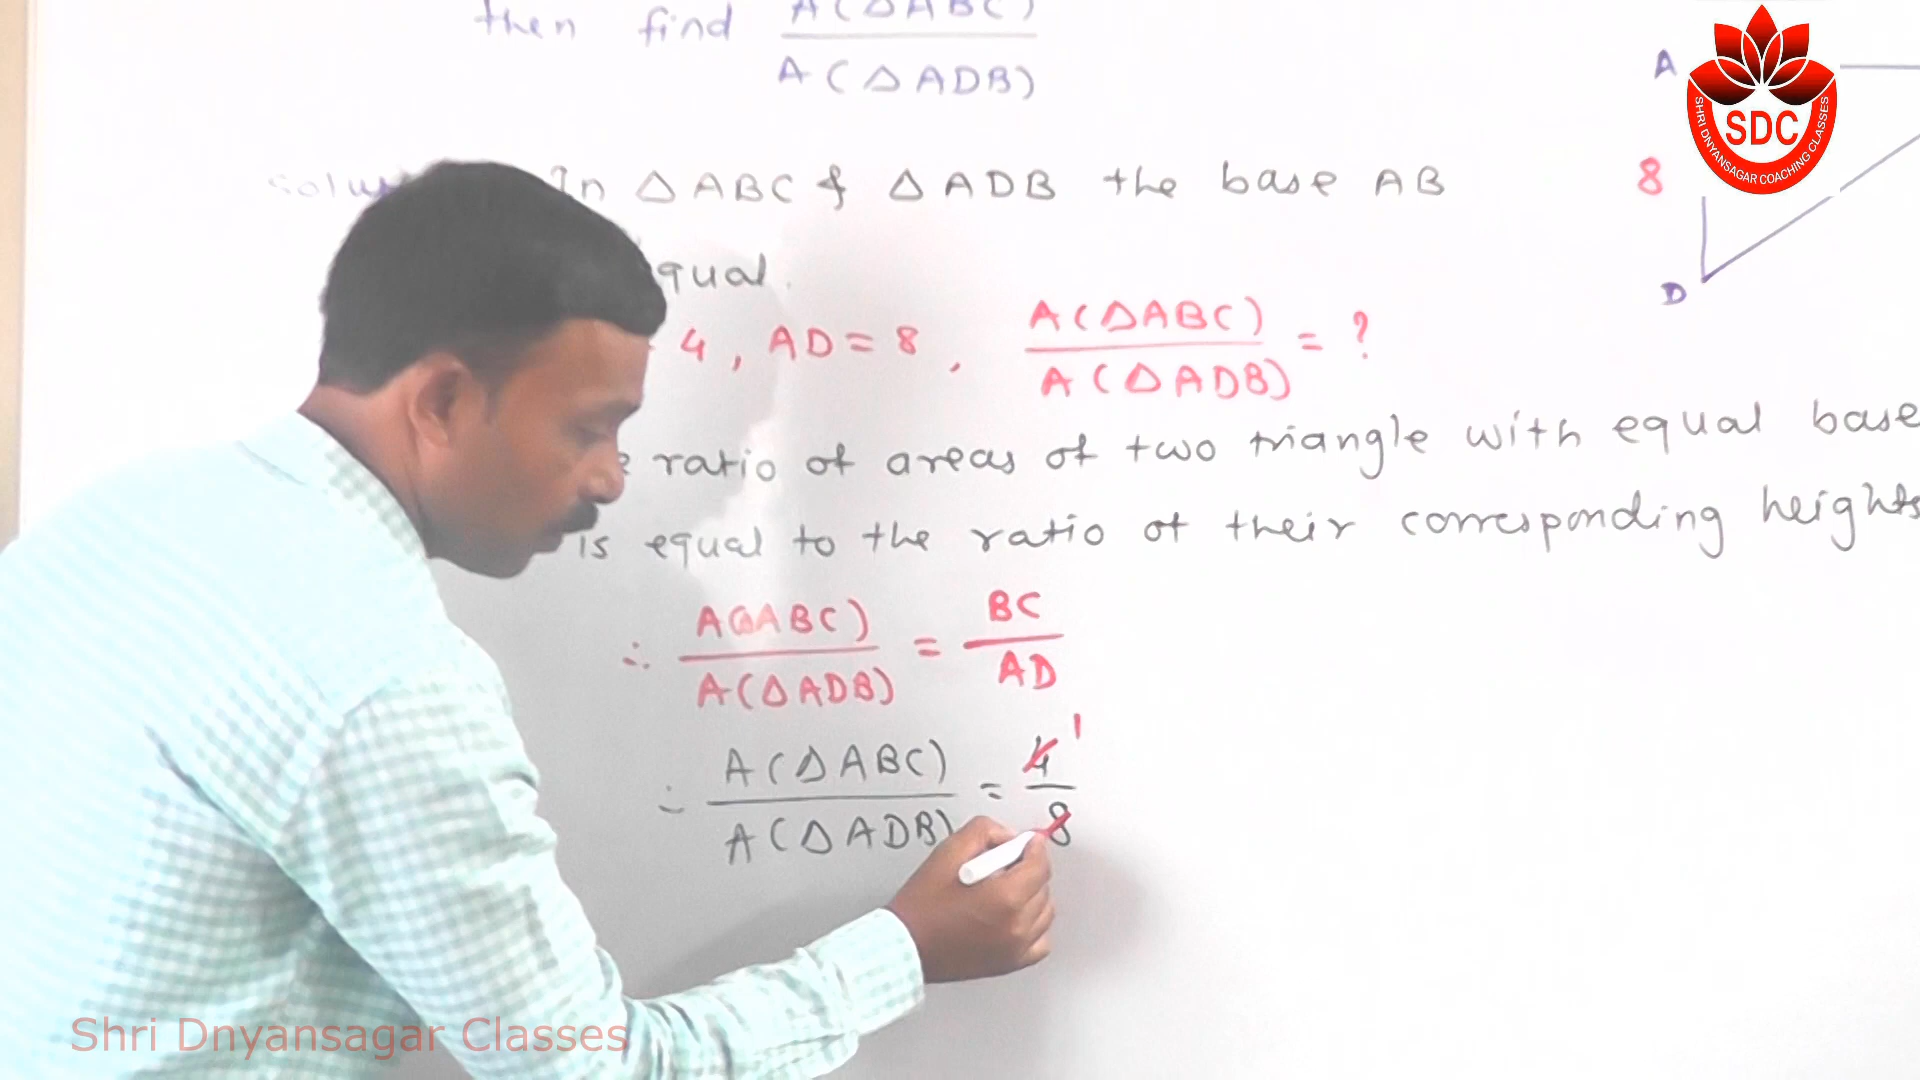 then find A(△ABC)
A(△ADB)
In △ABC & △ADB the base AB
qual.
4, AD = 8, A(△ABC) / A(△ADB) = ?
ratio of areas of two triangle with equal base
is equal to the ratio of their corresponding heights
∴ A(△ABC) / A(△ADB) = BC / AD
∴ A(△ABC) / A(△ADB) = 4 1 / 8
A
8
D
SDC
SHRI DNYANSAGAR COACHING CLASSES
Shri Dnyansagar Classes